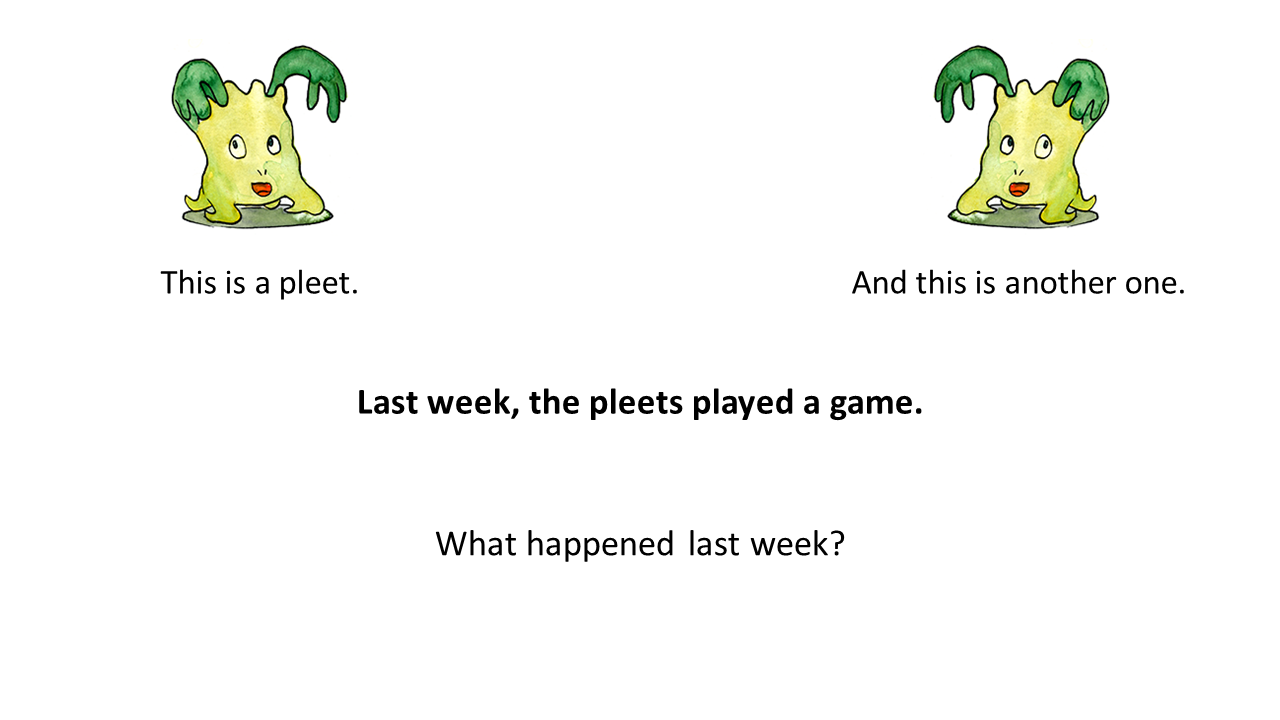 This is a pleet.
And this is another one.
Last week, the pleets played a game.
What happened last week?